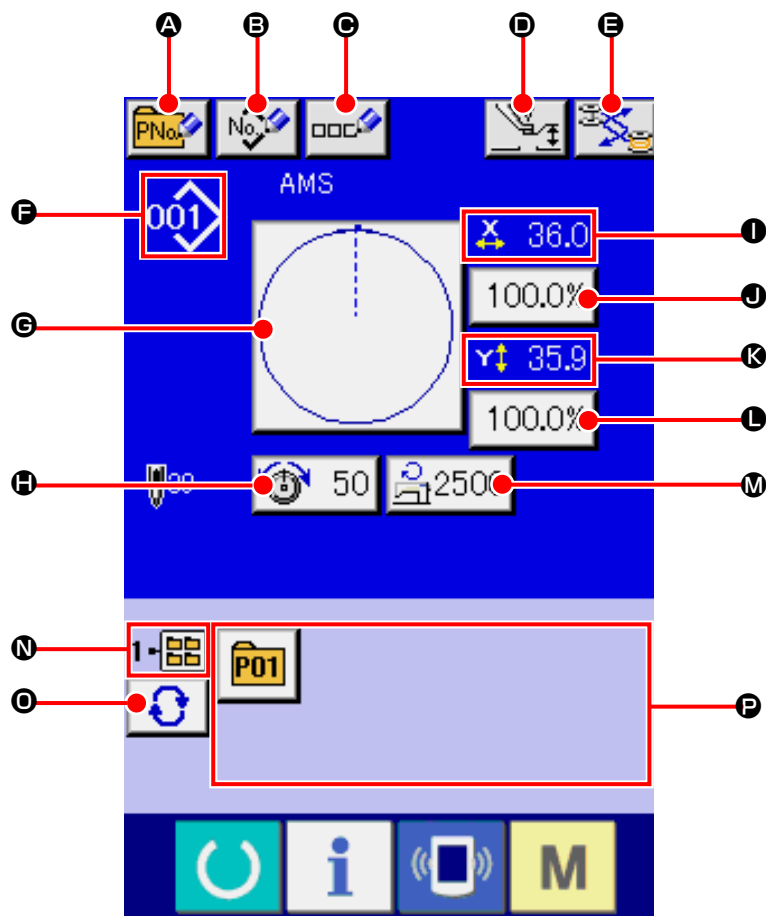 A B C D E
PNo. No.
AMS
F 001
X 36.0 I
100.0% J
G
Y 35.9 K
100.0% L
H 50 2500 M
N 1
P01
O P
i M